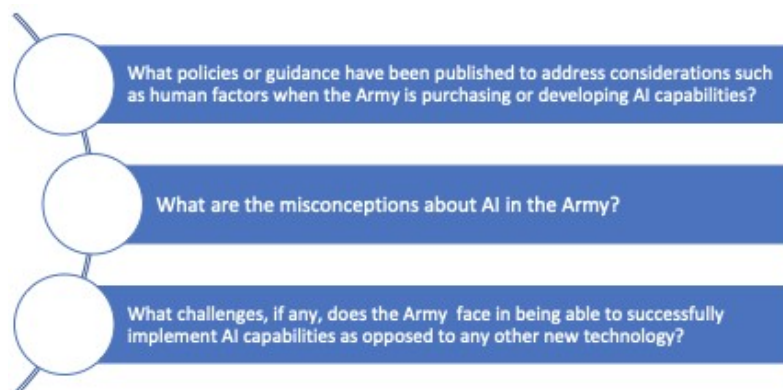 What policies or guidance have been published to address considerations such
as human factors when the Army is purchasing or developing AI capabilities?
What are the misconceptions about AI in the Army?
What challenges, if any, does the Army face in being able to successfully
implement AI capabilities as opposed to any other new technology?